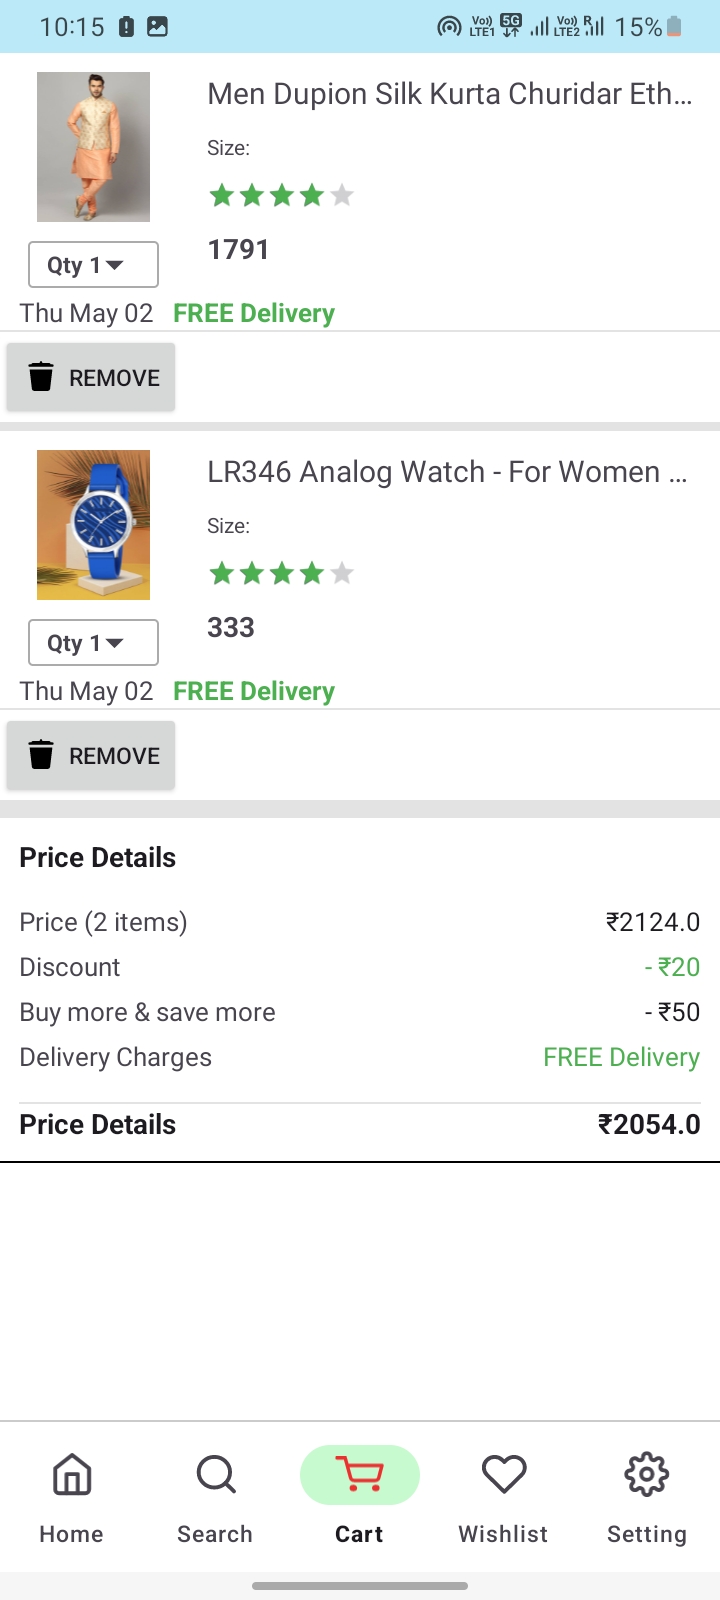 10:15 Vo) LTE1 5G Vo) LTE2 R 15%
Men Dupion Silk Kurta Churidar Eth...
Size:
1791
Qty 1
Thu May 02 FREE Delivery
REMOVE
LR346 Analog Watch - For Women ...
Size:
333
Qty 1
Thu May 02 FREE Delivery
REMOVE
Price Details
Price (2 items) ₹2124.0
Discount - ₹20
Buy more & save more - ₹50
Delivery Charges FREE Delivery
Price Details ₹2054.0
Home Search Cart Wishlist Setting